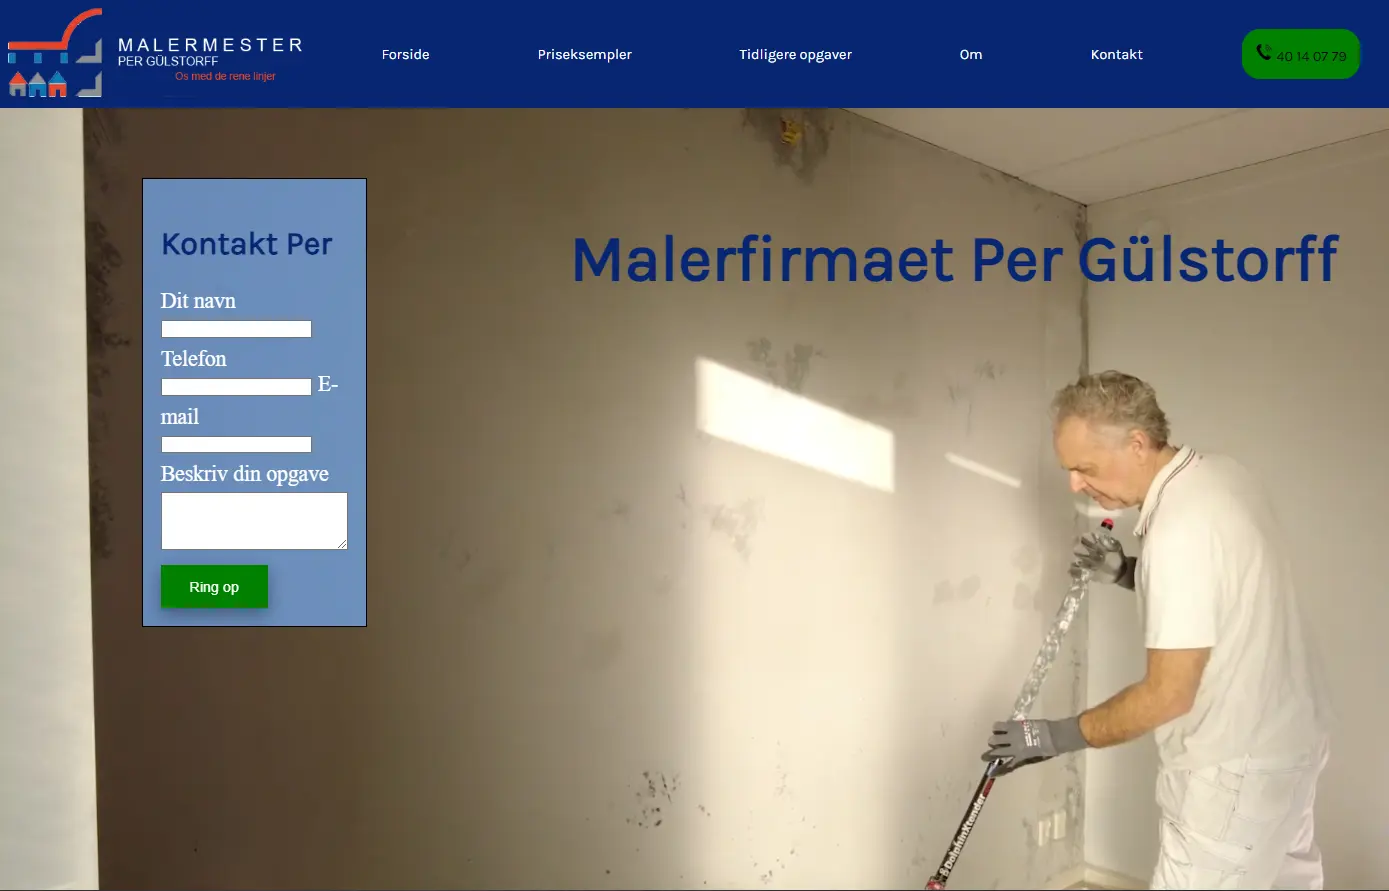 MALERMESTER
PER GÜLSTORFF
Os med de rene linjer
Forside
Priseksempler
Tidligere opgaver
Om
Kontakt
40 14 07 79
Malerfirmaet Per Gülstorff
Kontakt Per
Dit navn
Telefon
E-
mail
Beskriv din opgave
Ring op
DolphinXtender